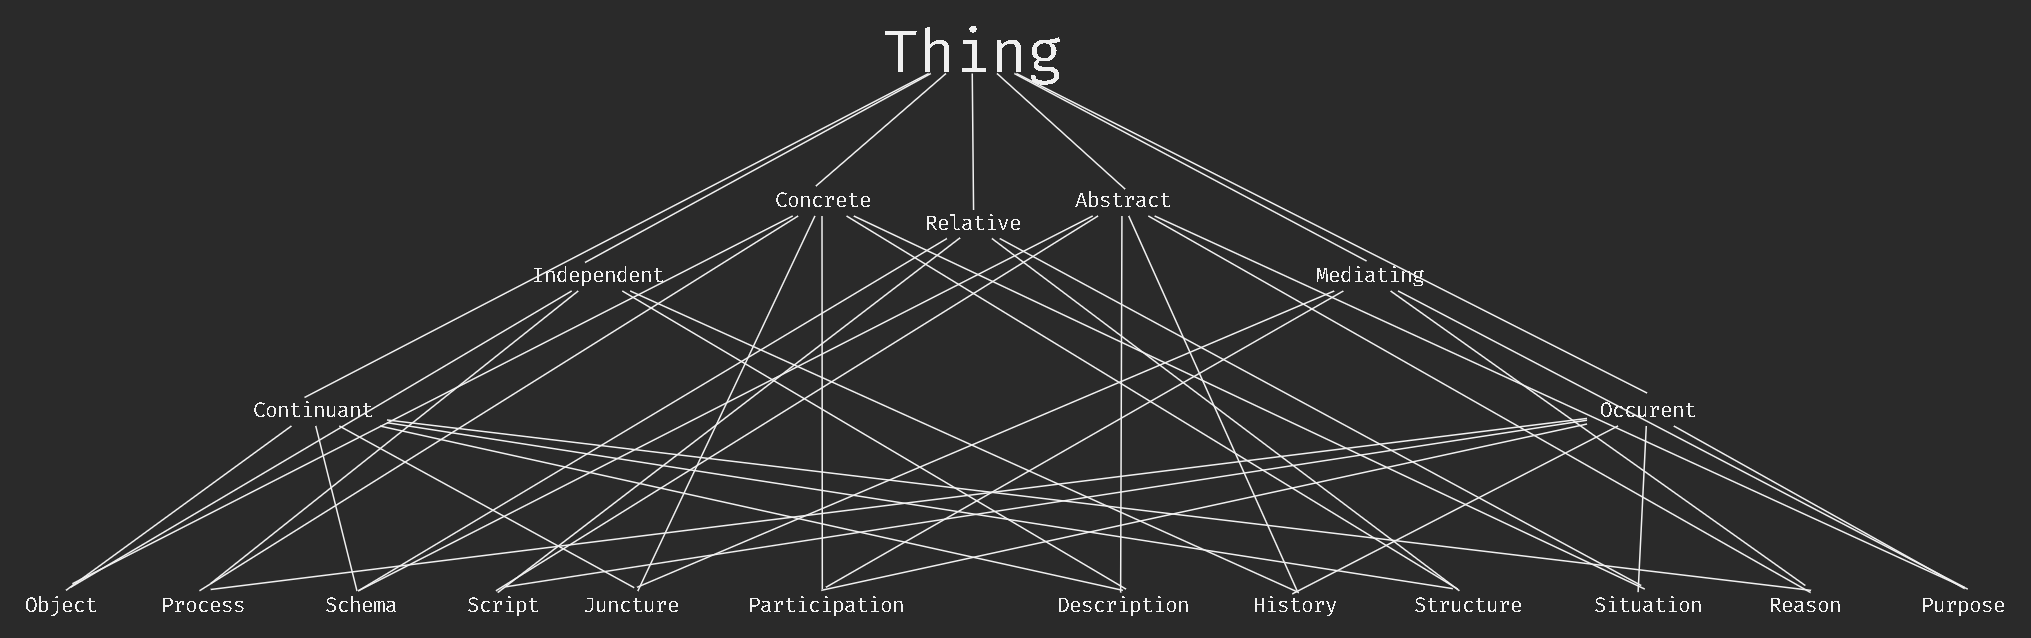 Thing
Concrete
Abstract
Relative
Independent
Mediating
Continuant
Occurent
Object
Process
Schema
Script
Juncture
Participation
Description
History
Structure
Situation
Reason
Purpose